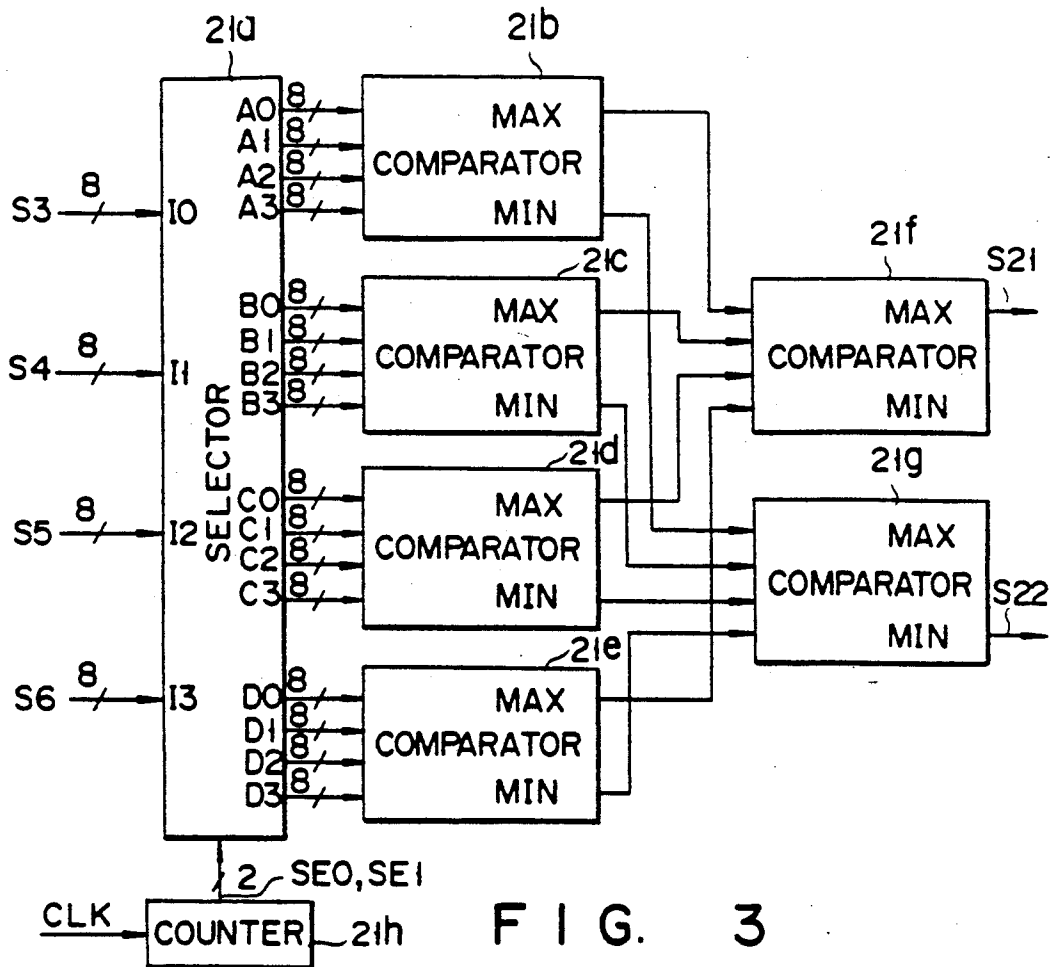 21a
21b
A0 8
A1 8
A2 8
A3 8
MAX
COMPARATOR
MIN
S3 8 I0
21c
B0 8
B1 8
B2 8
B3 8
MAX
COMPARATOR
MIN
S4 8 I1
21f
MAX
COMPARATOR
MIN
S21
SELECTOR
21d
C0 8
C1 8
C2 8
C3 8
MAX
COMPARATOR
MIN
S5 8 I2
21g
MAX
COMPARATOR
MIN
S22
21e
D0 8
D1 8
D2 8
D3 8
MAX
COMPARATOR
MIN
S6 8 I3
2 SE0, SE1
CLK
COUNTER
21h
FIG. 3